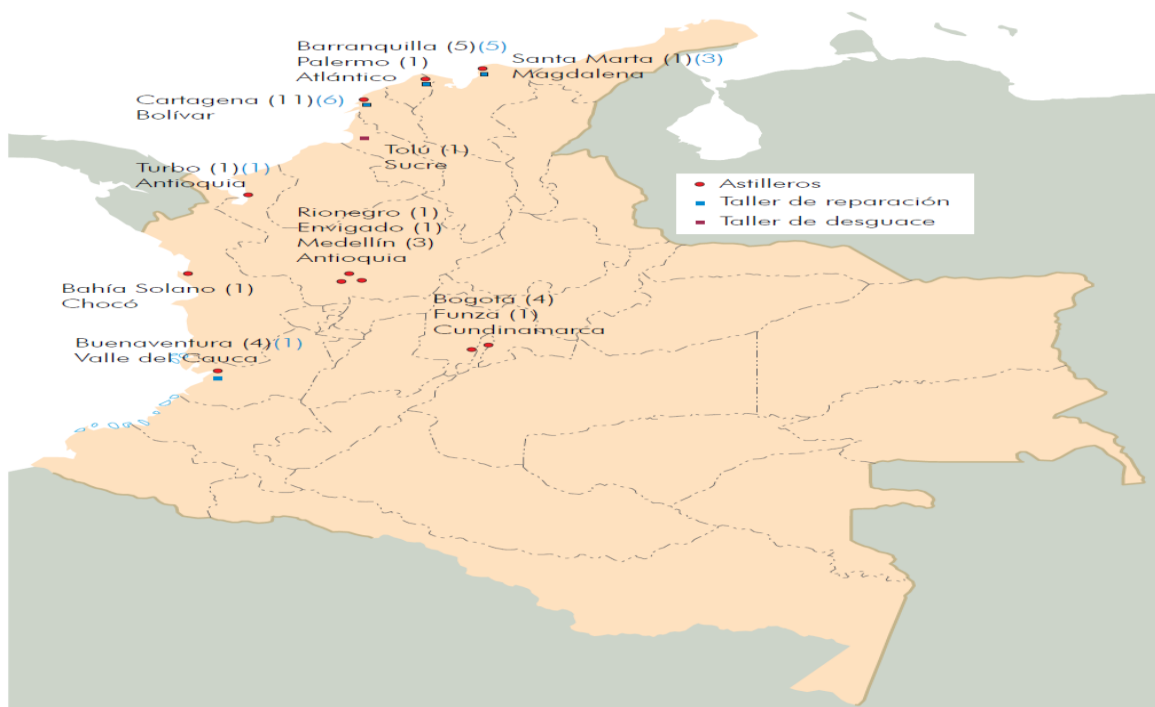 Barranquilla (5)(5)
Palermo (1)
Atlántico
Santa Marta (1)(3)
Magdalena
Cartagena (11)(6)
Bolívar
Tolú (1)
Sucre
Turbo (1)(1)
Antioquia
Astilleros
Taller de reparación
Taller de desguace
Rionegro (1)
Envigado (1)
Medellín (3)
Antioquia
Bahía Solano (1)
Chocó
Bogotá (4)
Funza (1)
Cundinamarca
Buenaventura (4)(1)
Valle del Cauca